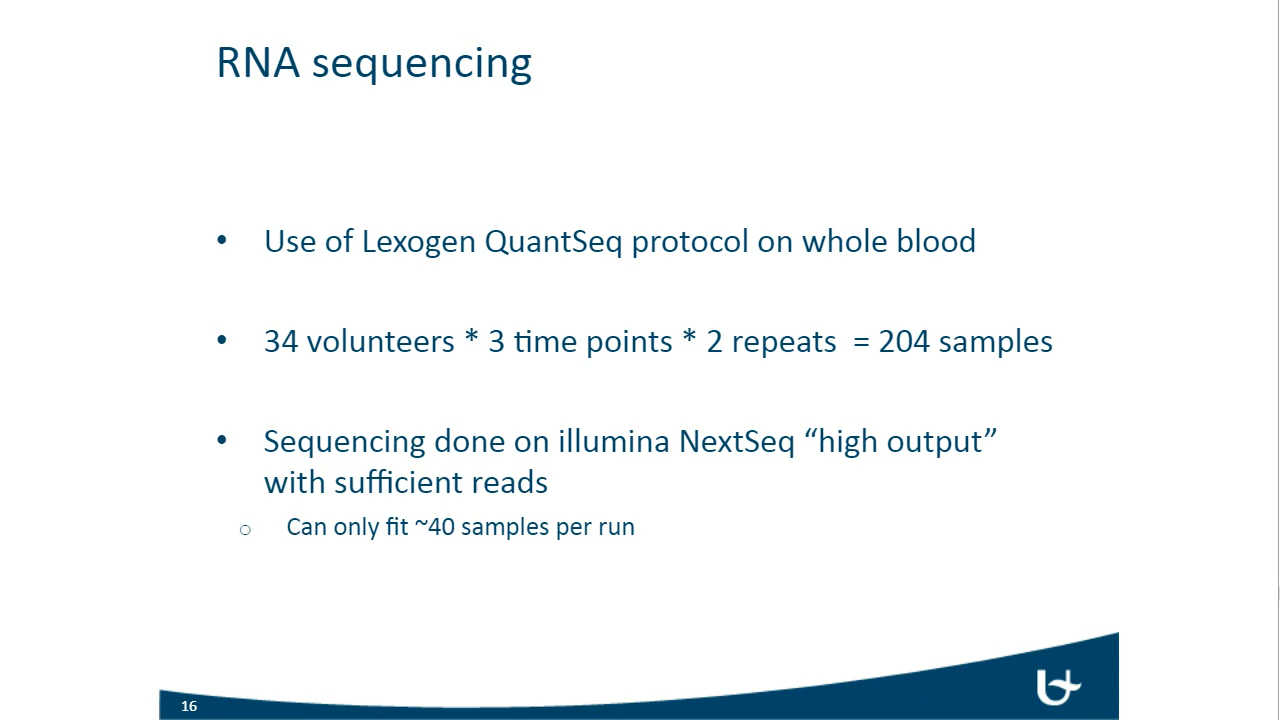 RNA sequencing
• Use of Lexogen QuantSeq protocol on whole blood
• 34 volunteers * 3 time points * 2 repeats = 204 samples
• Sequencing done on illumina NextSeq “high output”
with sufficient reads
o Can only fit ~40 samples per run
16